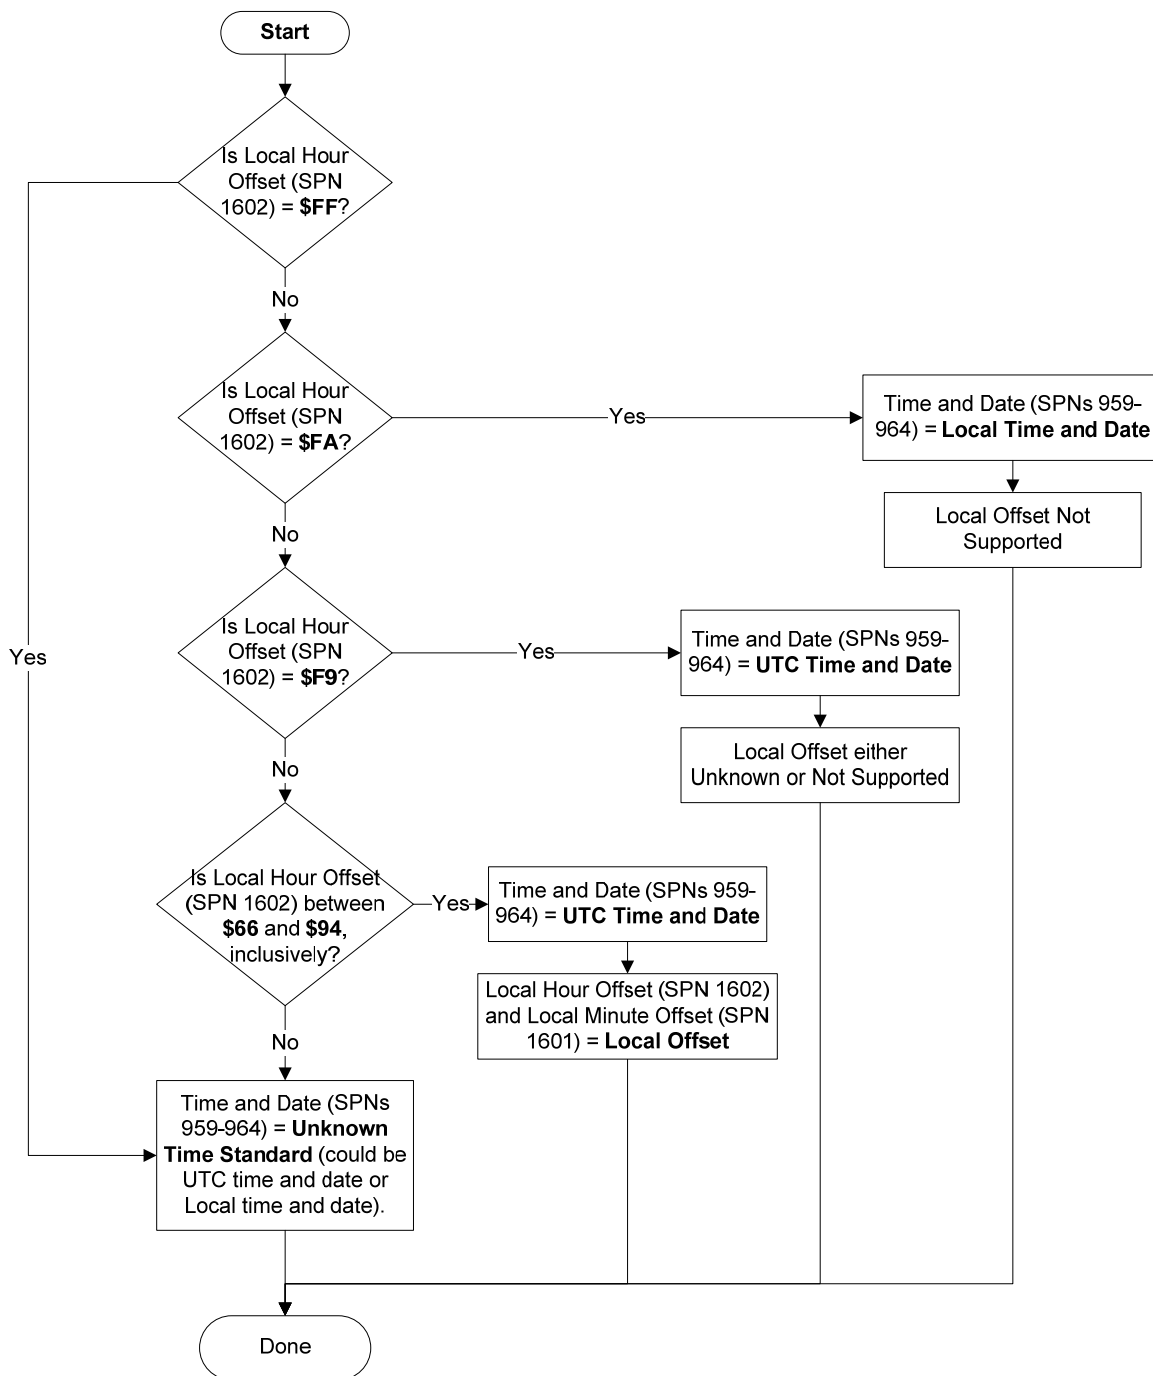 Start
Is Local Hour
Offset (SPN
1602) = $FF?
No
Is Local Hour
Offset (SPN
1602) = $FA?
Yes
Time and Date (SPNs 959-
964) = Local Time and Date
Local Offset Not
Supported
No
Is Local Hour
Offset (SPN
1602) = $F9?
Yes
Time and Date (SPNs 959-
964) = UTC Time and Date
Local Offset either
Unknown or Not Supported
Yes
No
Is Local Hour Offset
(SPN 1602) between
$66 and $94,
inclusively?
Yes
Time and Date (SPNs 959-
964) = UTC Time and Date
Local Hour Offset (SPN 1602)
and Local Minute Offset (SPN
1601) = Local Offset
No
Time and Date (SPNs
959-964) = Unknown
Time Standard (could be
UTC time and date or
Local time and date).
Done